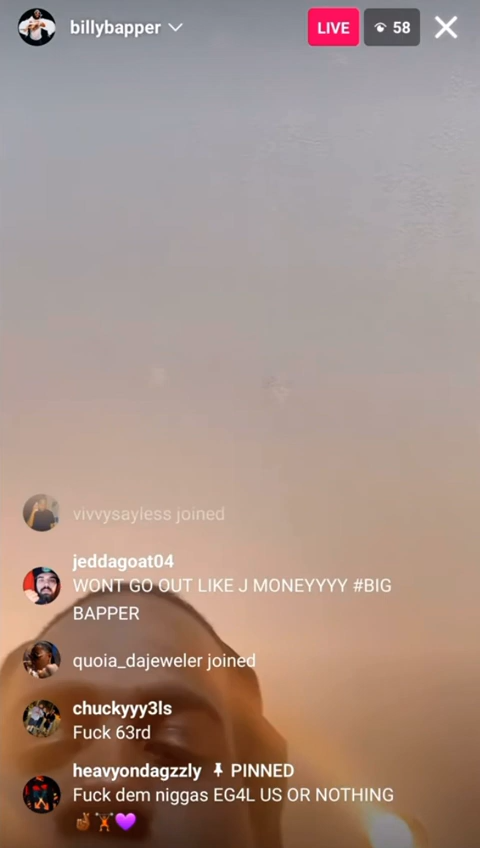 billybapper
LIVE
58
vivvysayless joined
jeddagoat04
WONT GO OUT LIKE J MONEYYYY #BIG
BAPPER
quoia_dajeweler joined
chuckyyy3ls
Fuck 63rd
heavyondagzzly PINNED
Fuck dem niggas EG4L US OR NOTHING